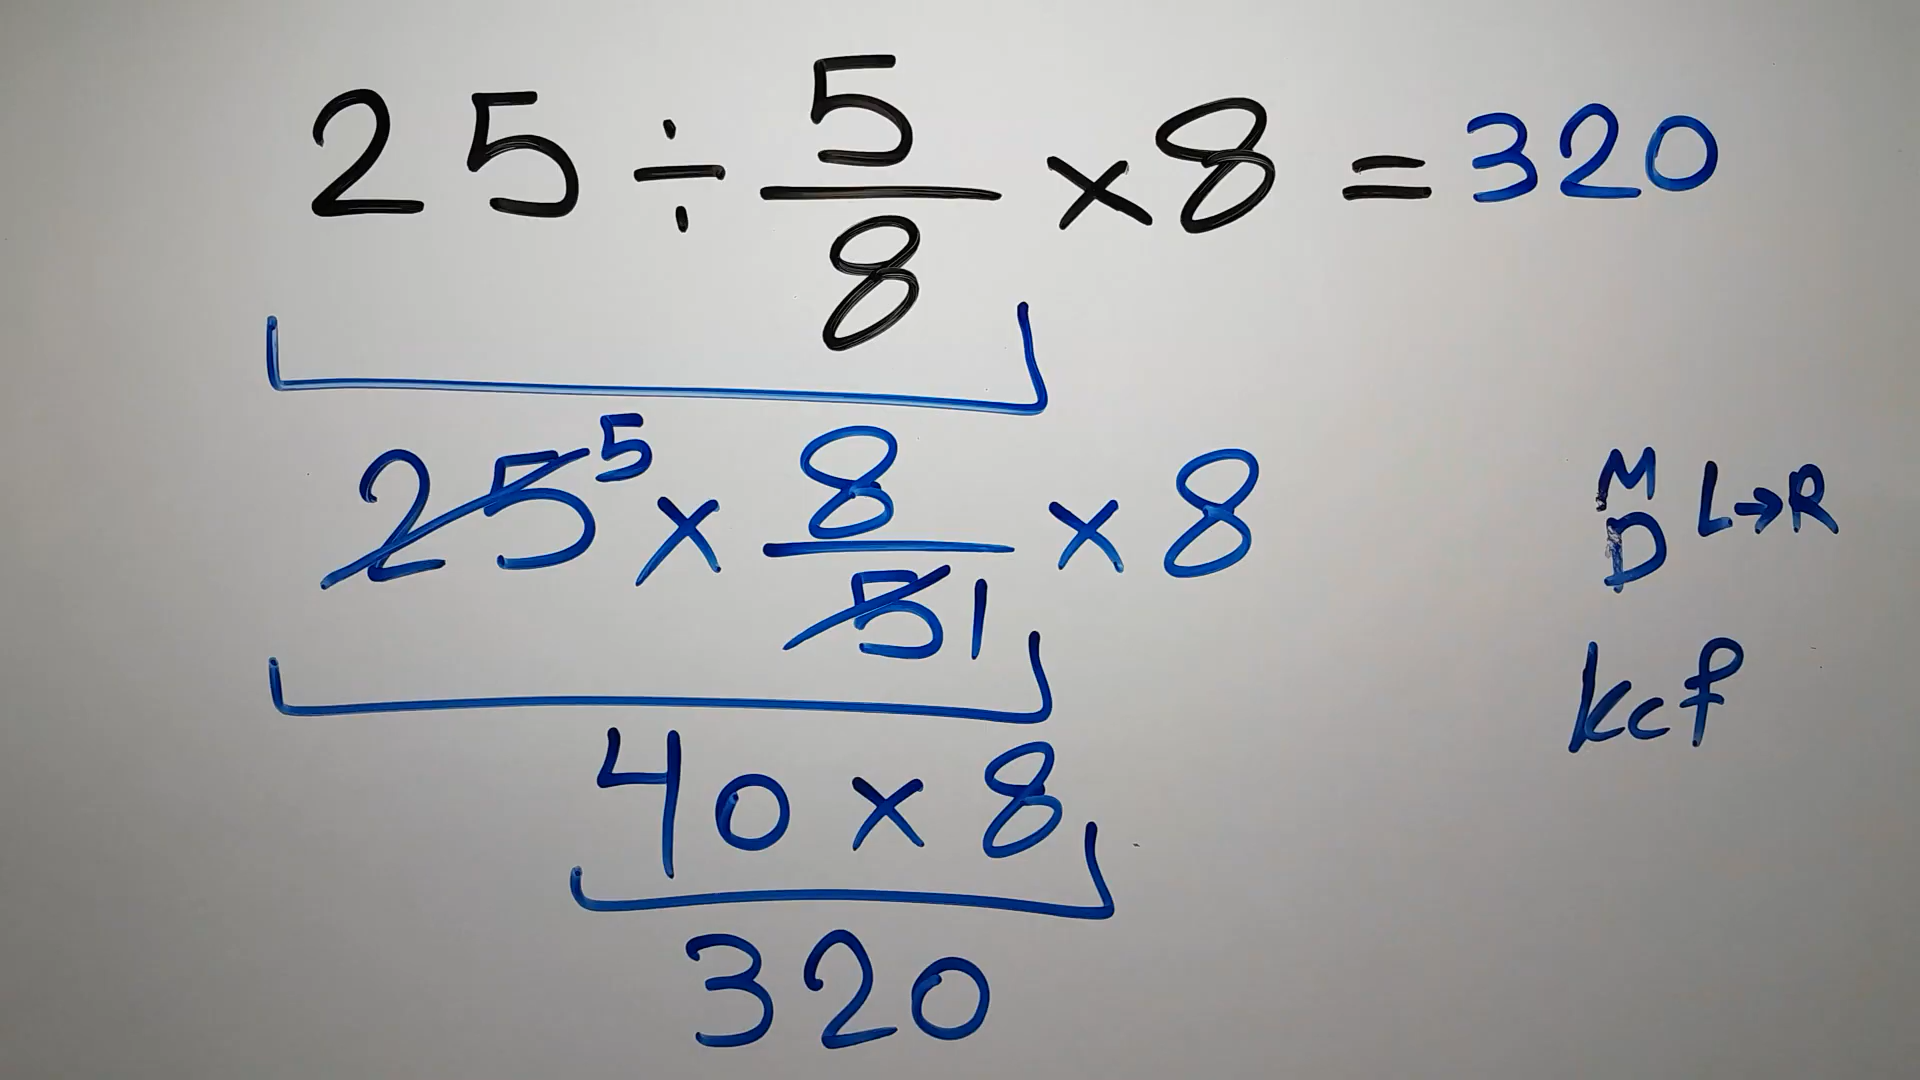 25 ÷ 5/8 × 8 = 320
25 5 × 8/5 1 × 8
M
D L→R
kcf
40 × 8
320